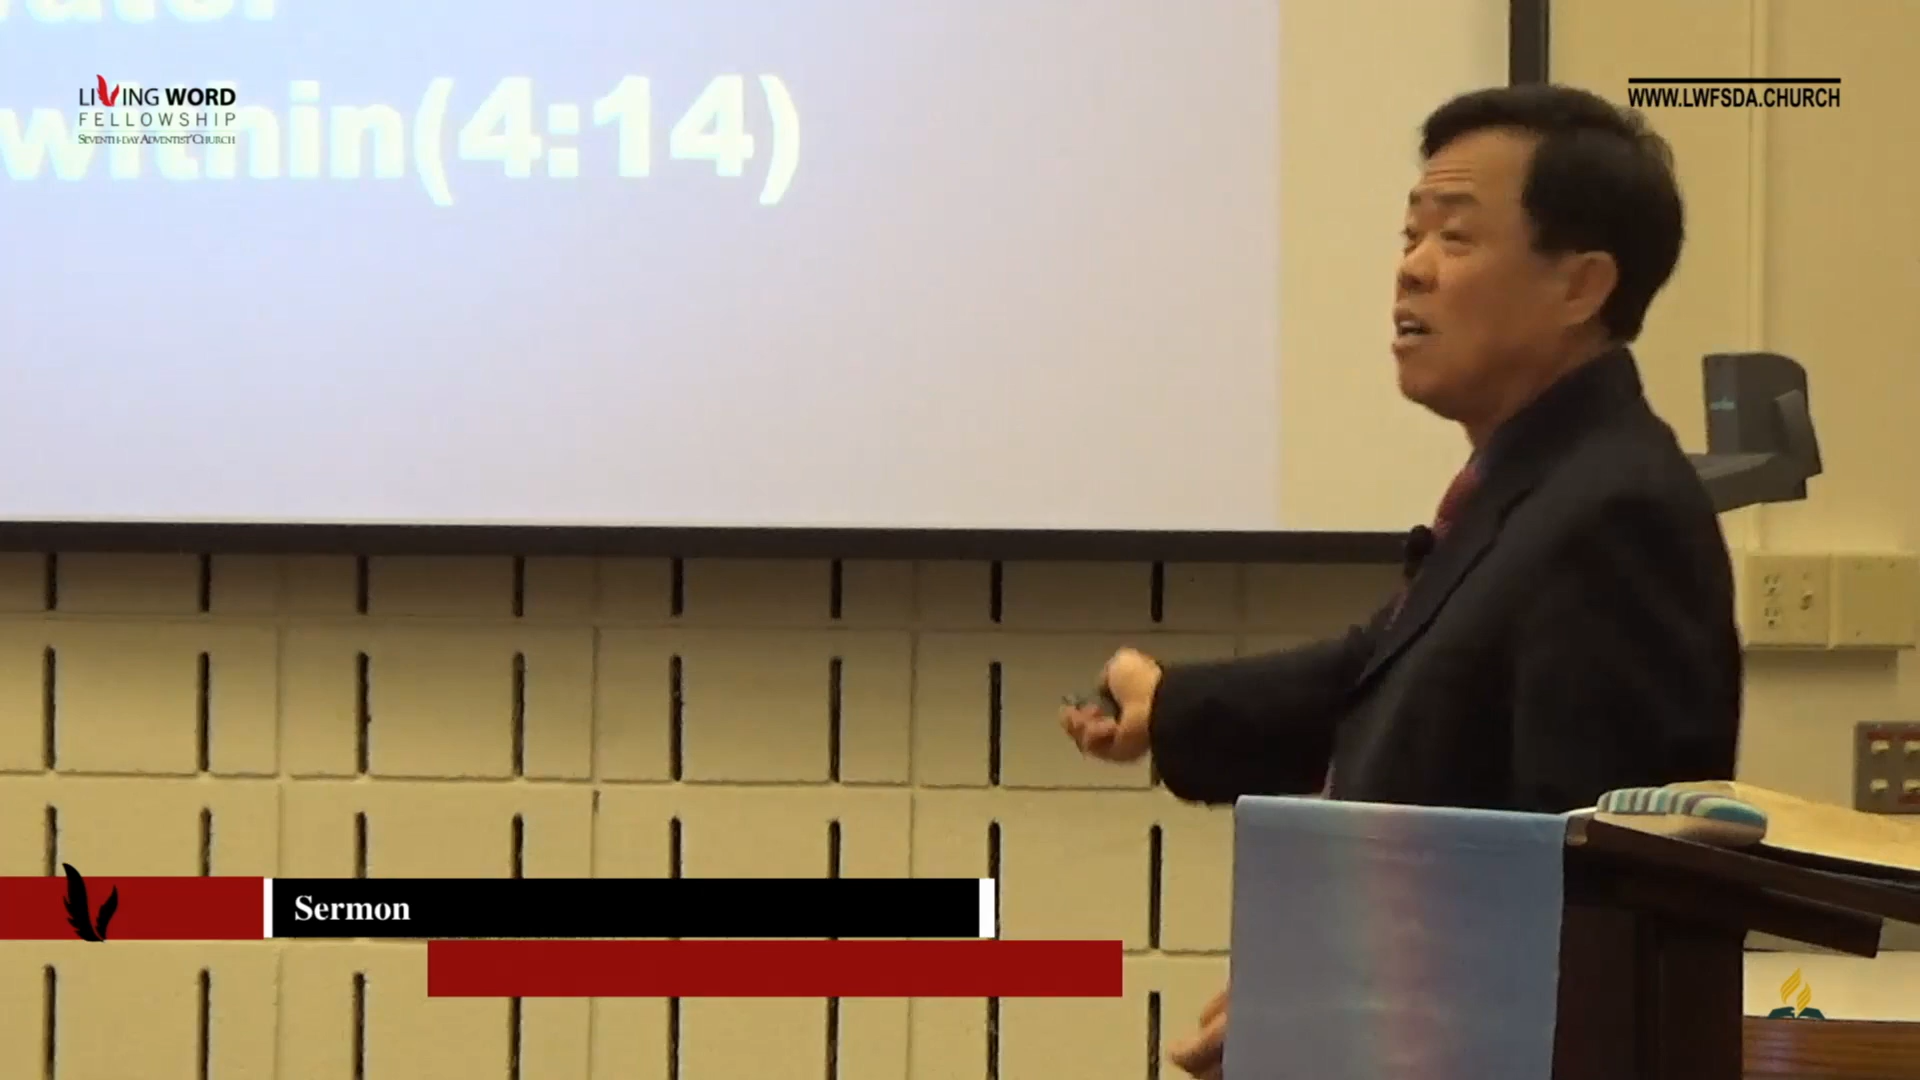 within(4:14)
LIVING WORD
FELLOWSHIP
SEVENTH-DAY ADVENTIST CHURCH
WWW.LWFSDA.CHURCH
Sermon